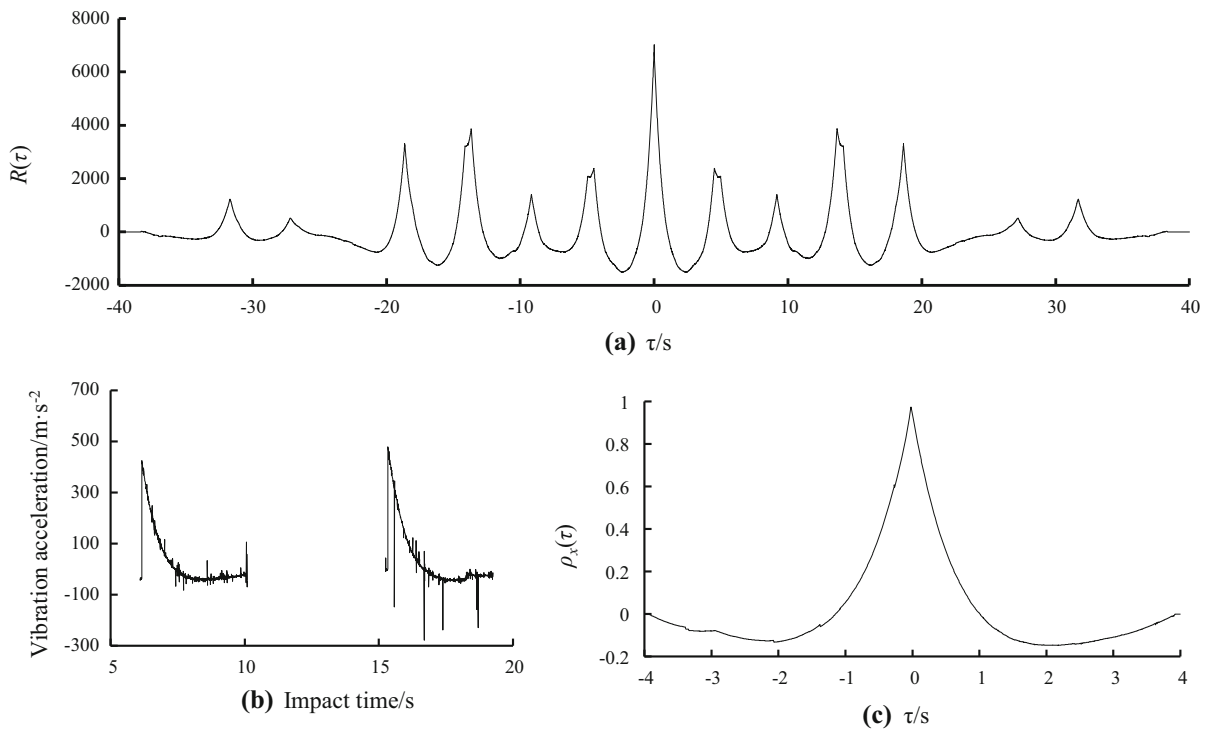 8000
6000
4000
2000
0
-2000
R(τ)
-40 -30 -20 -10 0 10 20 30 40
(a) τ/s
700
500
300
100
-100
-300
Vibration acceleration/m·s⁻²
5 10 15 20
(b) Impact time/s
1
0.8
0.6
0.4
0.2
0
-0.2
ρₓ(τ)
-4 -3 -2 -1 0 1 2 3 4
(c) τ/s